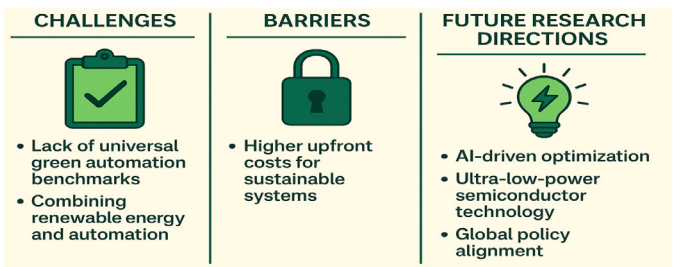 CHALLENGES
• Lack of universal
green automation
benchmarks
• Combining
renewable energy
and automation
BARRIERS
• Higher upfront
costs for
sustainable
systems
FUTURE RESEARCH
DIRECTIONS
• AI-driven optimization
• Ultra-low-power
semiconductor
technology
• Global policy
alignment